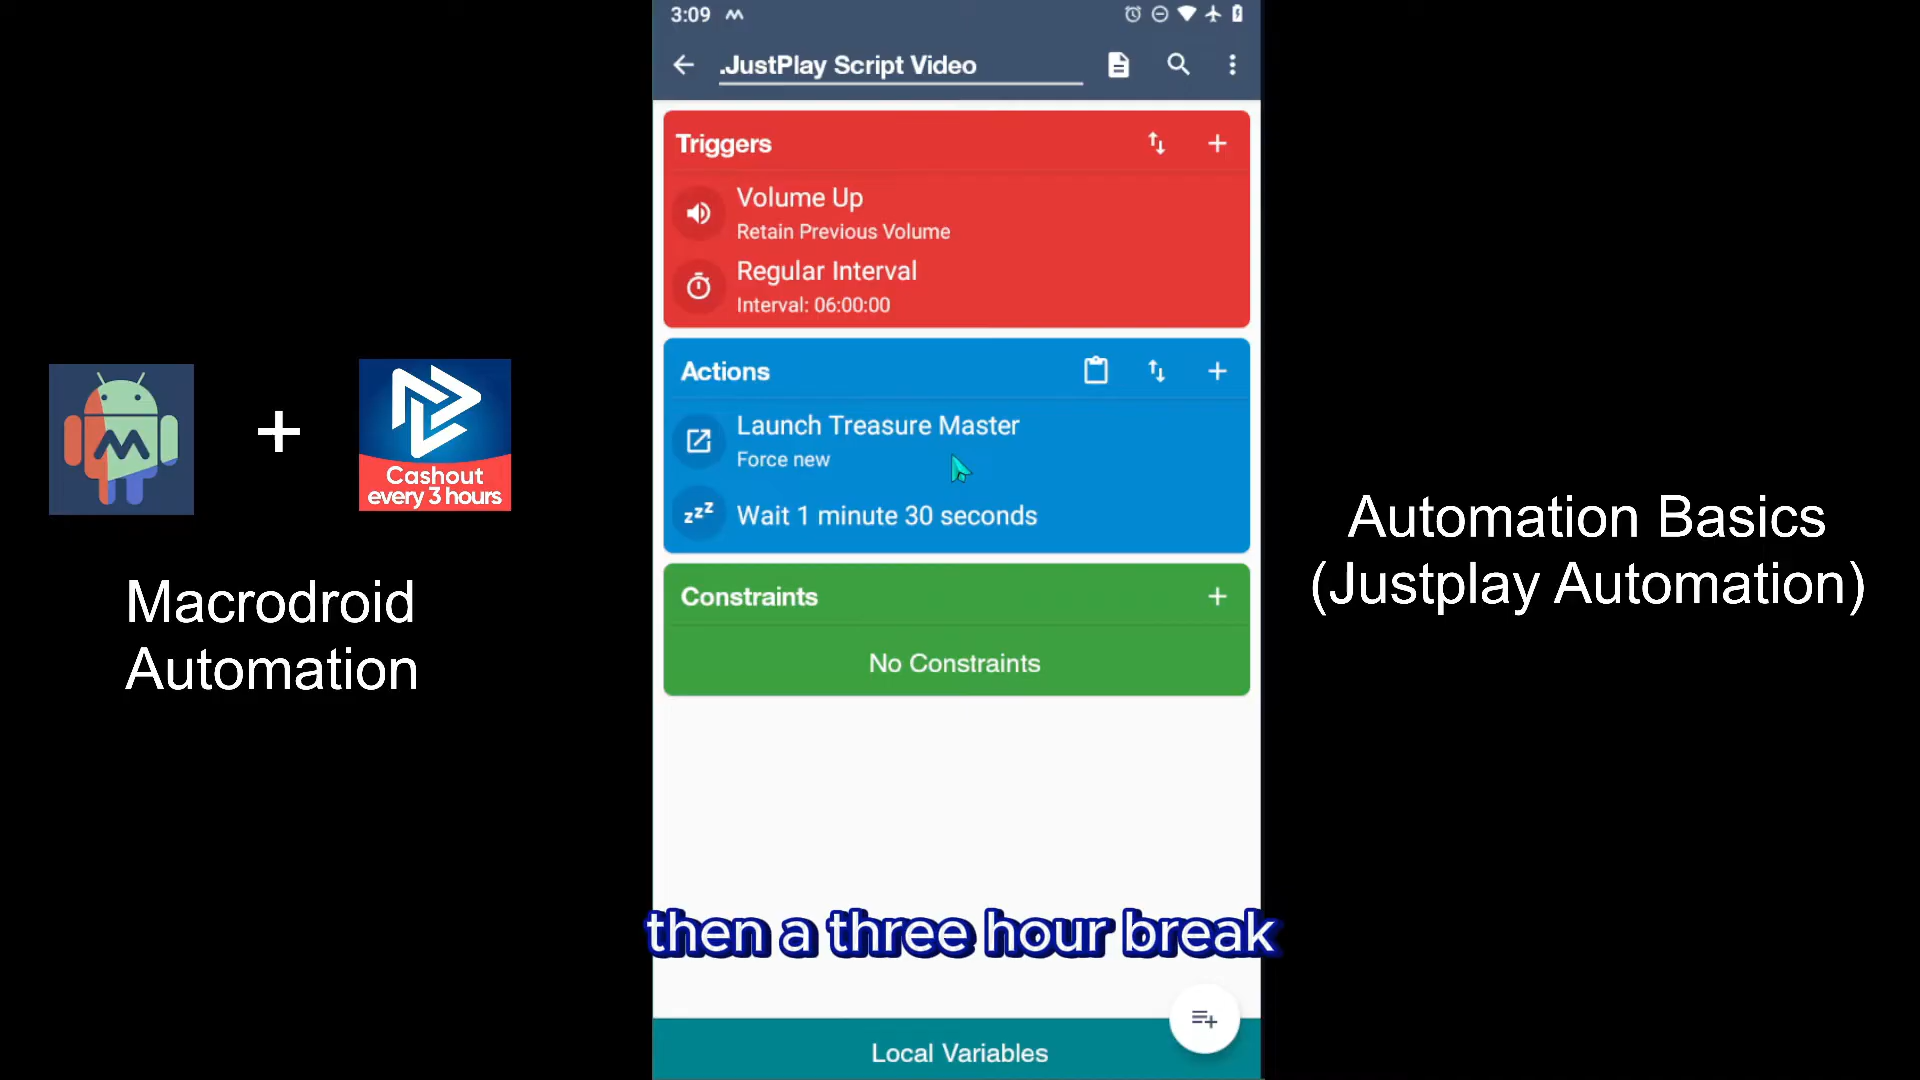 3:09
.JustPlay Script Video
Triggers
Volume Up
Retain Previous Volume
Regular Interval
Interval: 06:00:00
Actions
Launch Treasure Master
Force new
zzz
Wait 1 minute 30 seconds
Constraints
No Constraints
then a three hour break
Local Variables
+
Cashout
every 3 hours
Macrodroid
Automation
Automation Basics
(Justplay Automation)